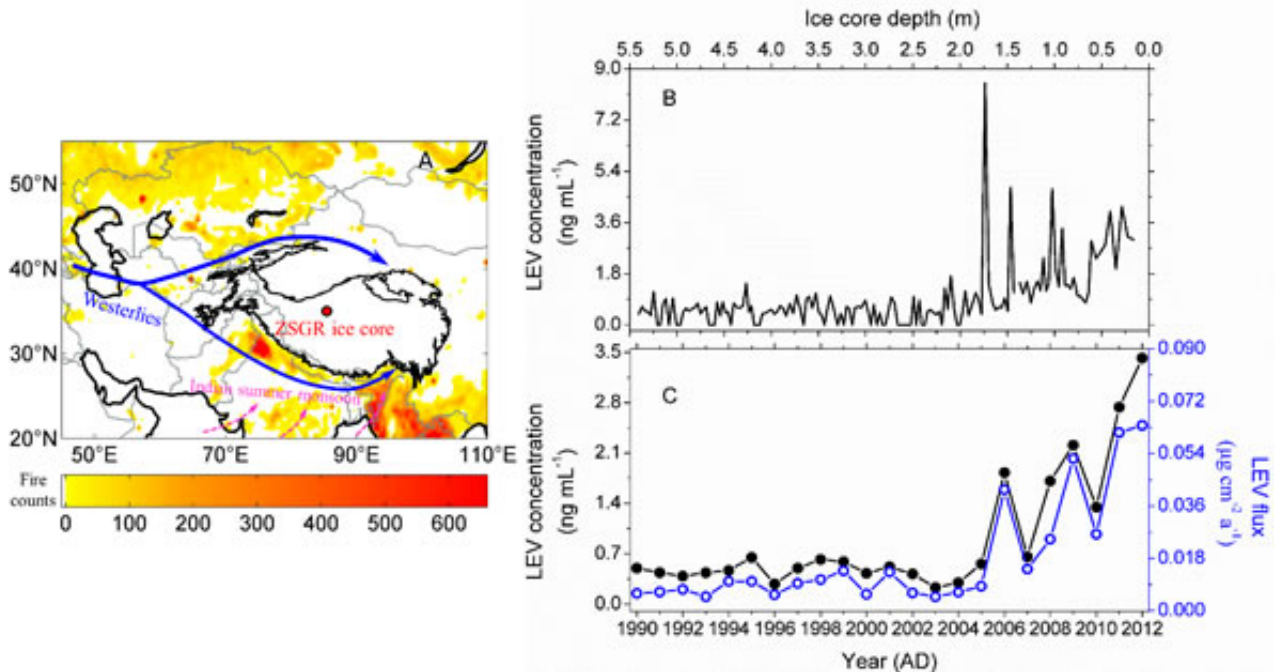 A
50°N
40°N
30°N
20°N
Westerlies
ZSGR ice core
Indian summer monsoon
50°E 70°E 90°E 110°E
Fire
counts
0 100 200 300 400 500 600
Ice core depth (m)
5.5 5.0 4.5 4.0 3.5 3.0 2.5 2.0 1.5 1.0 0.5 0.0
B
LEV concentration
(ng mL⁻¹)
9.0
7.2
5.4
3.6
1.8
0.0
C
LEV concentration
(ng mL⁻¹)
3.5
2.8
2.1
1.4
0.7
0.0
0.090
0.072
0.054
0.036
0.018
0.000
LEV flux
(µg cm⁻² a⁻¹)
1990 1992 1994 1996 1998 2000 2002 2004 2006 2008 2010 2012
Year (AD)